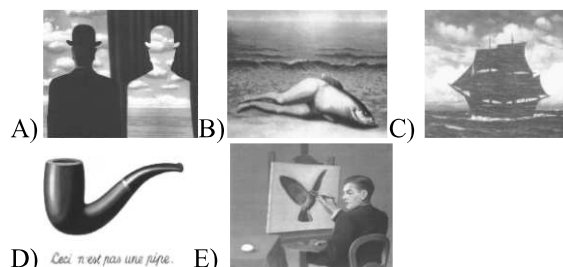 A)
B)
C)
D)
Ceci n'est pas une pipe.
E)